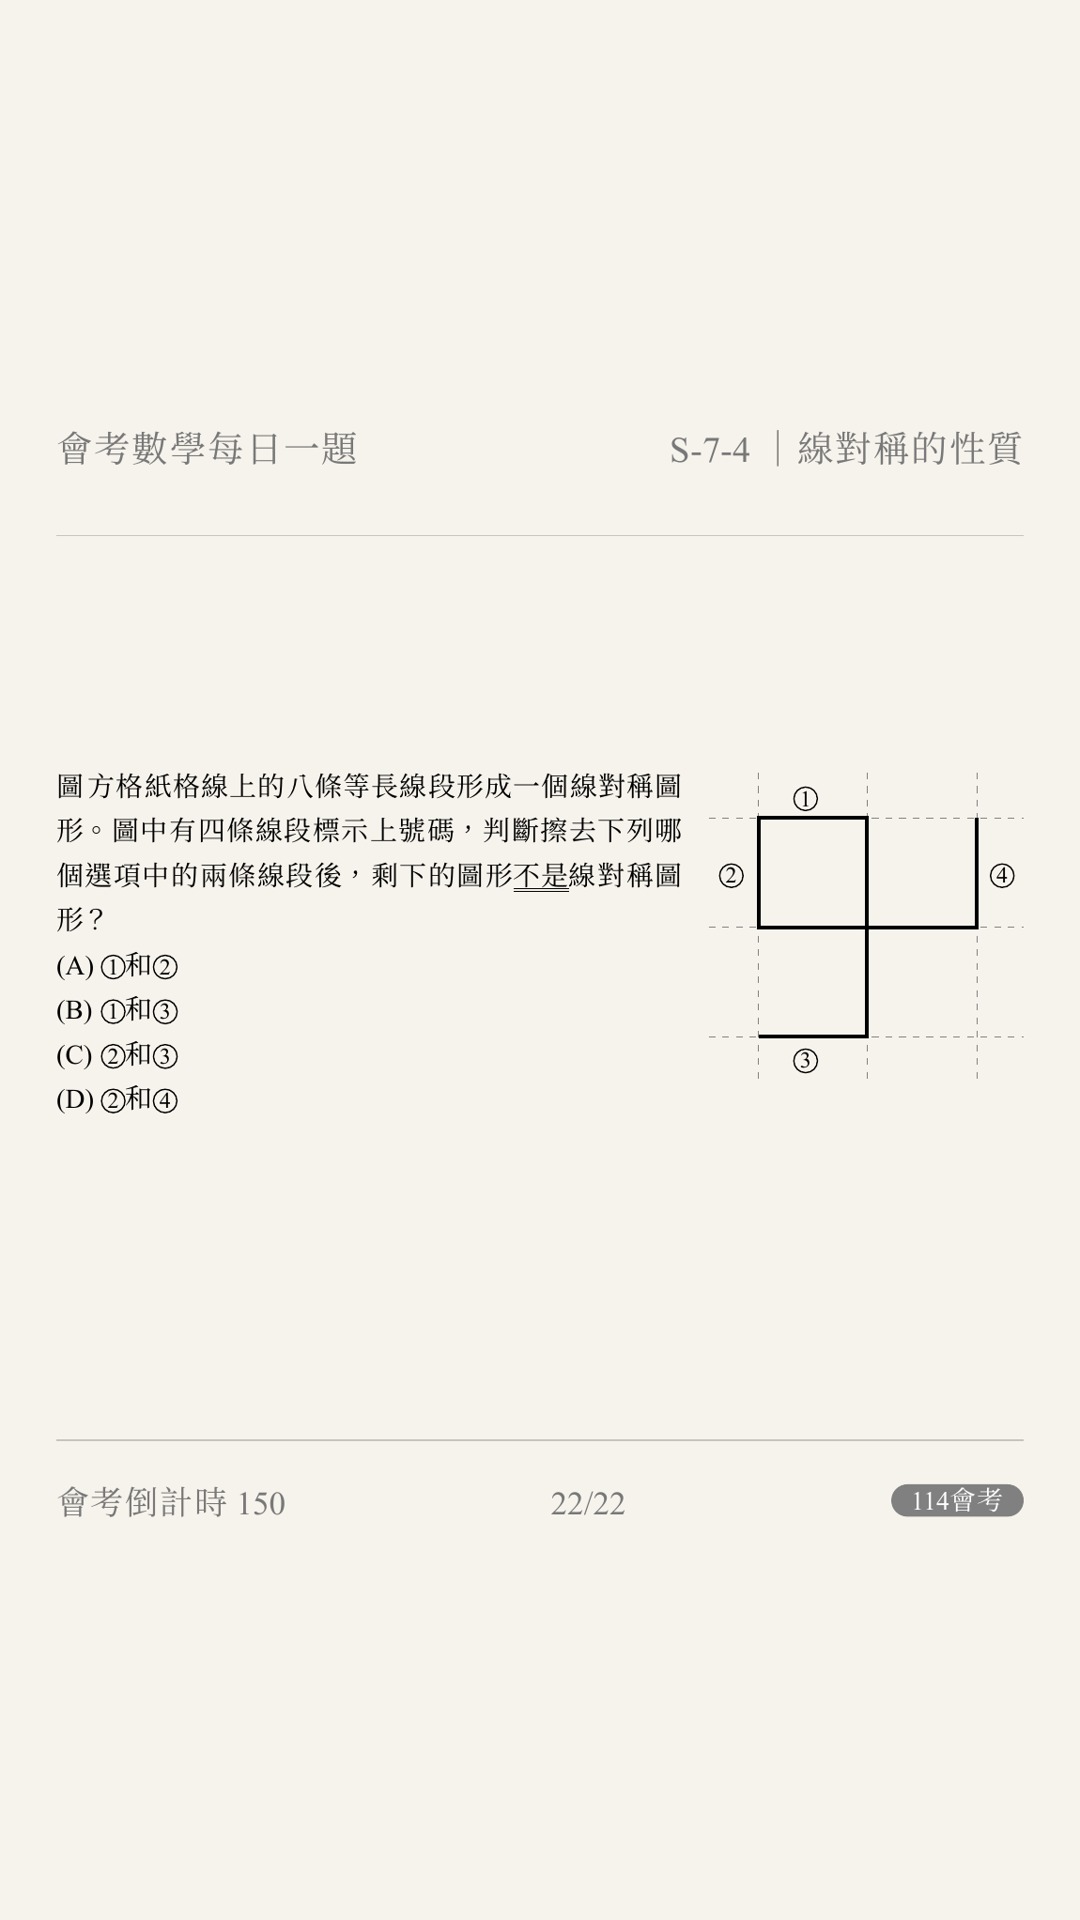 會考數學每日一題
S-7-4｜線對稱的性質
圖方格紙格線上的八條等長線段形成一個線對稱圖
形。圖中有四條線段標示上號碼，判斷擦去下列哪
個選項中的兩條線段後，剩下的圖形不是線對稱圖
形？
(A) ①和②
(B) ①和③
(C) ②和③
(D) ②和④
①
②
④
③
會考倒計時 150
22/22
114會考